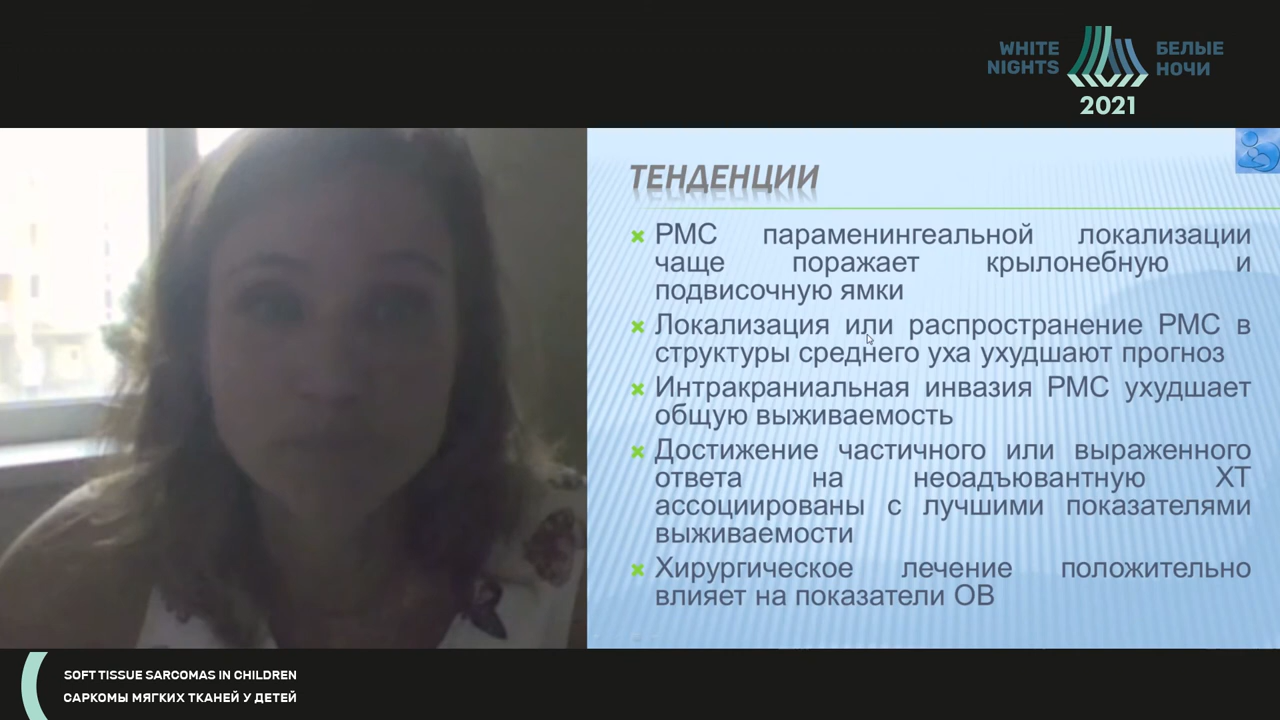 WHITE NIGHTS
БЕЛЫЕ НОЧИ
2021
ТЕНДЕНЦИИ
РМС параменингеальной локализации
чаще поражает крылонебную и
подвисочную ямки
Локализация или распространение РМС в
структуры среднего уха ухудшают прогноз
Интракраниальная инвазия РМС ухудшает
общую выживаемость
Достижение частичного или выраженного
ответа на неоадъювантную ХТ
ассоциированы с лучшими показателями
выживаемости
Хирургическое лечение положительно
влияет на показатели ОВ
SOFT TISSUE SARCOMAS IN CHILDREN
САРКОМЫ МЯГКИХ ТКАНЕЙ У ДЕТЕЙ